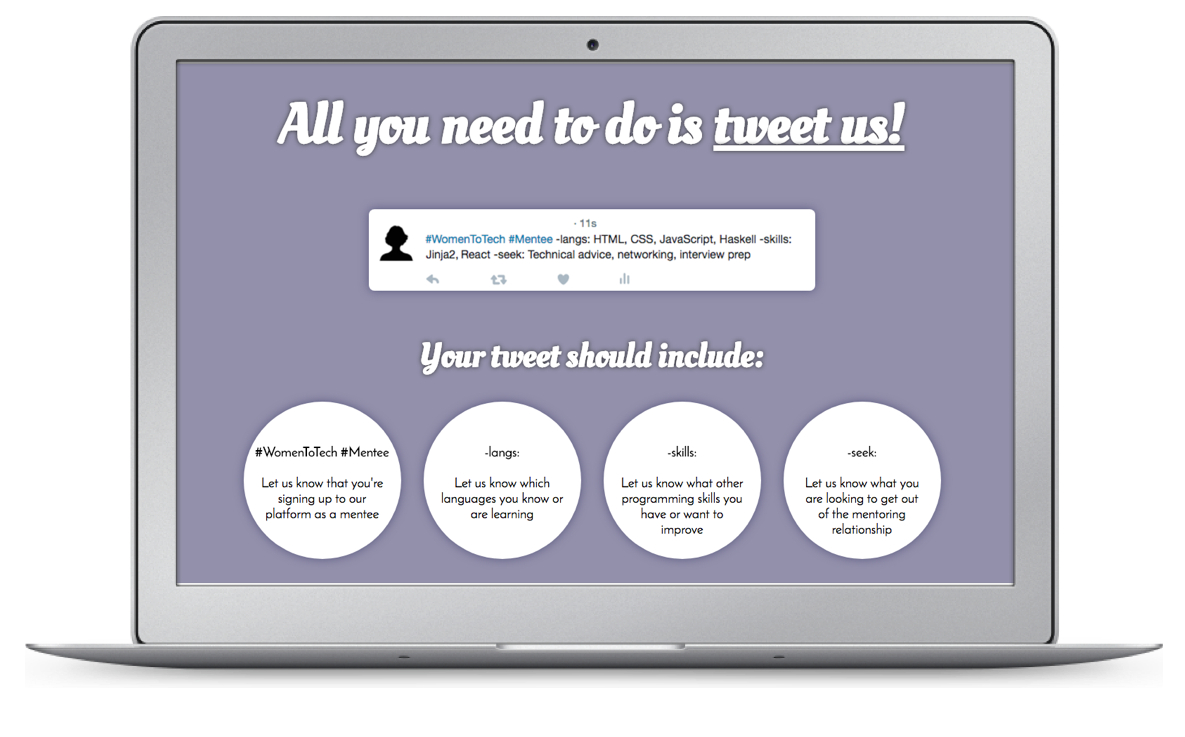 All you need to do is tweet us!
· 11s
#WomenToTech #Mentee -langs: HTML, CSS, JavaScript, Haskell -skills:
Jinja2, React -seek: Technical advice, networking, interview prep
Your tweet should include:
#WomenToTech #Mentee
Let us know that you're
signing up to our
platform as a mentee
-langs:
Let us know which
languages you know or
are learning
-skills:
Let us know what other
programming skills you
have or want to
improve
-seek:
Let us know what you
are looking to get out
of the mentoring
relationship